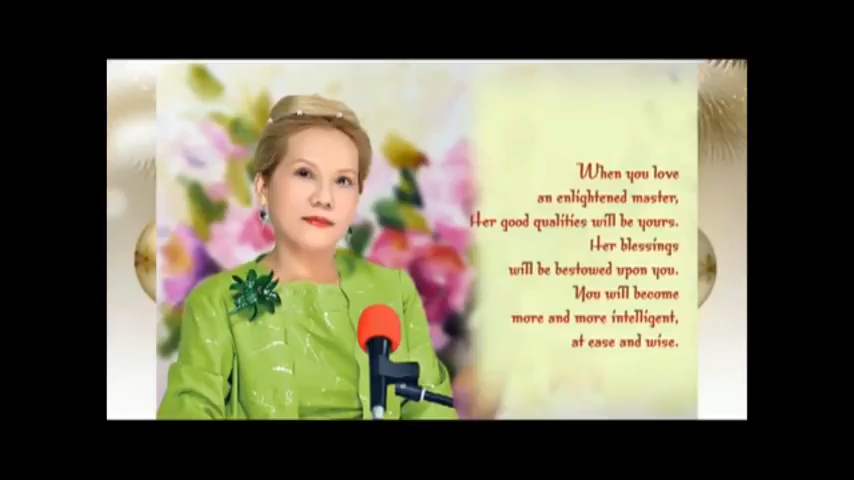 When you love
an enlightened master,
Her good qualities will be yours.
Her blessings
will be bestowed upon you.
You will become
more and more intelligent,
at ease and wise.